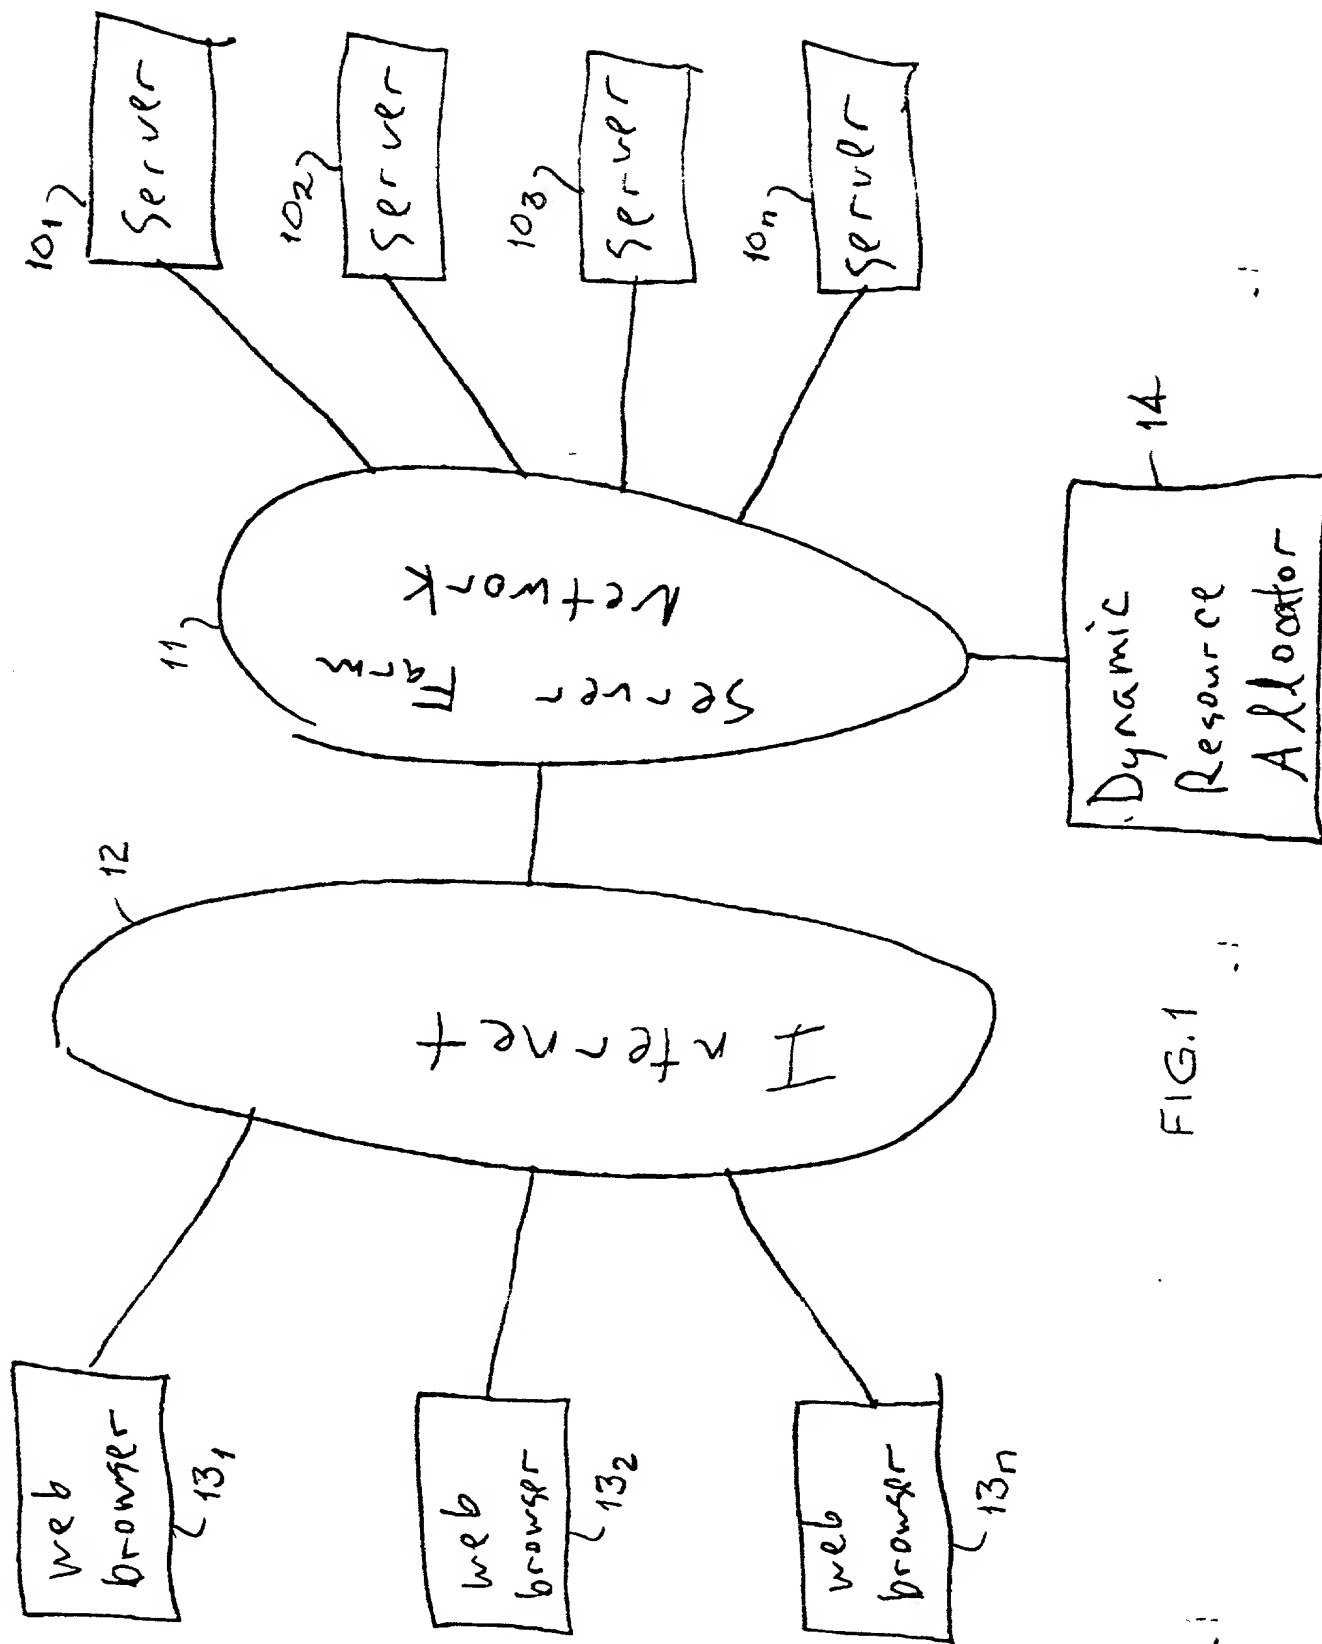 web
browser
13₁
web
browser
13₂
web
browser
13ₙ
12
Internet
11
Server Farm
Network
10₁
Server
10₂
Server
10₃
Server
10ₙ
Server
Dynamic
Resource
Allocator
14
FIG.1